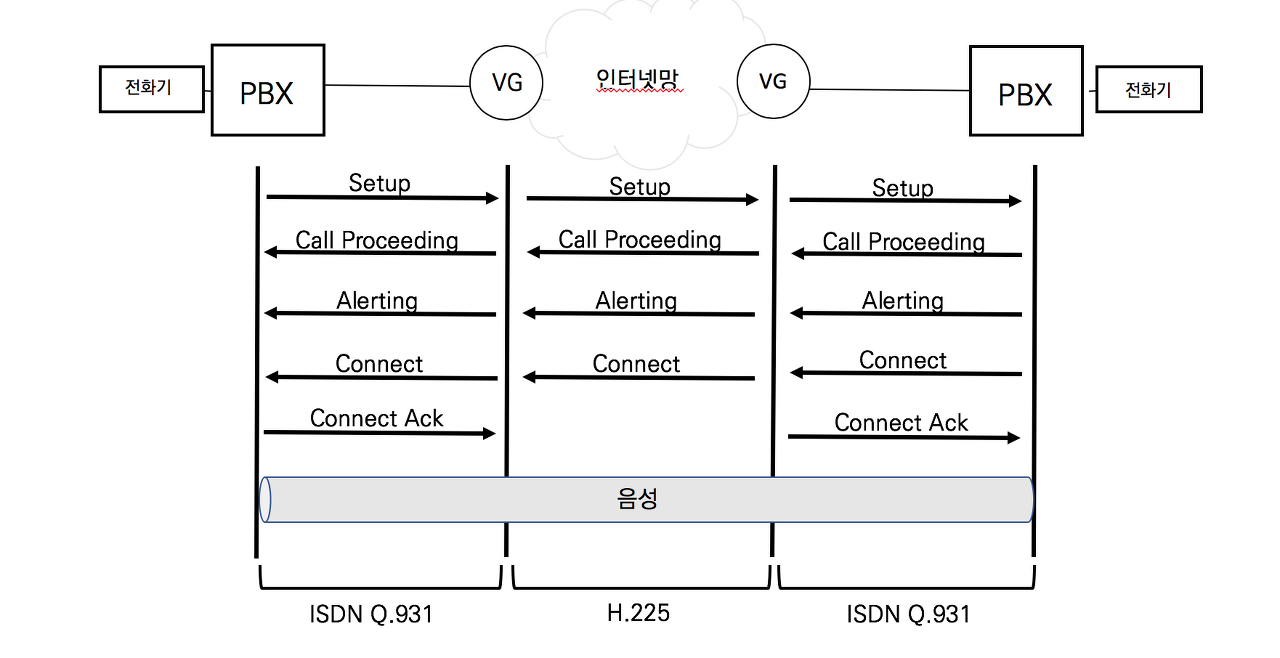 전화기
PBX
VG
인터넷망
VG
PBX
전화기
Setup
Setup
Setup
Call Proceeding
Call Proceeding
Call Proceeding
Alerting
Alerting
Alerting
Connect
Connect
Connect
Connect Ack
Connect Ack
음성
ISDN Q.931
H.225
ISDN Q.931